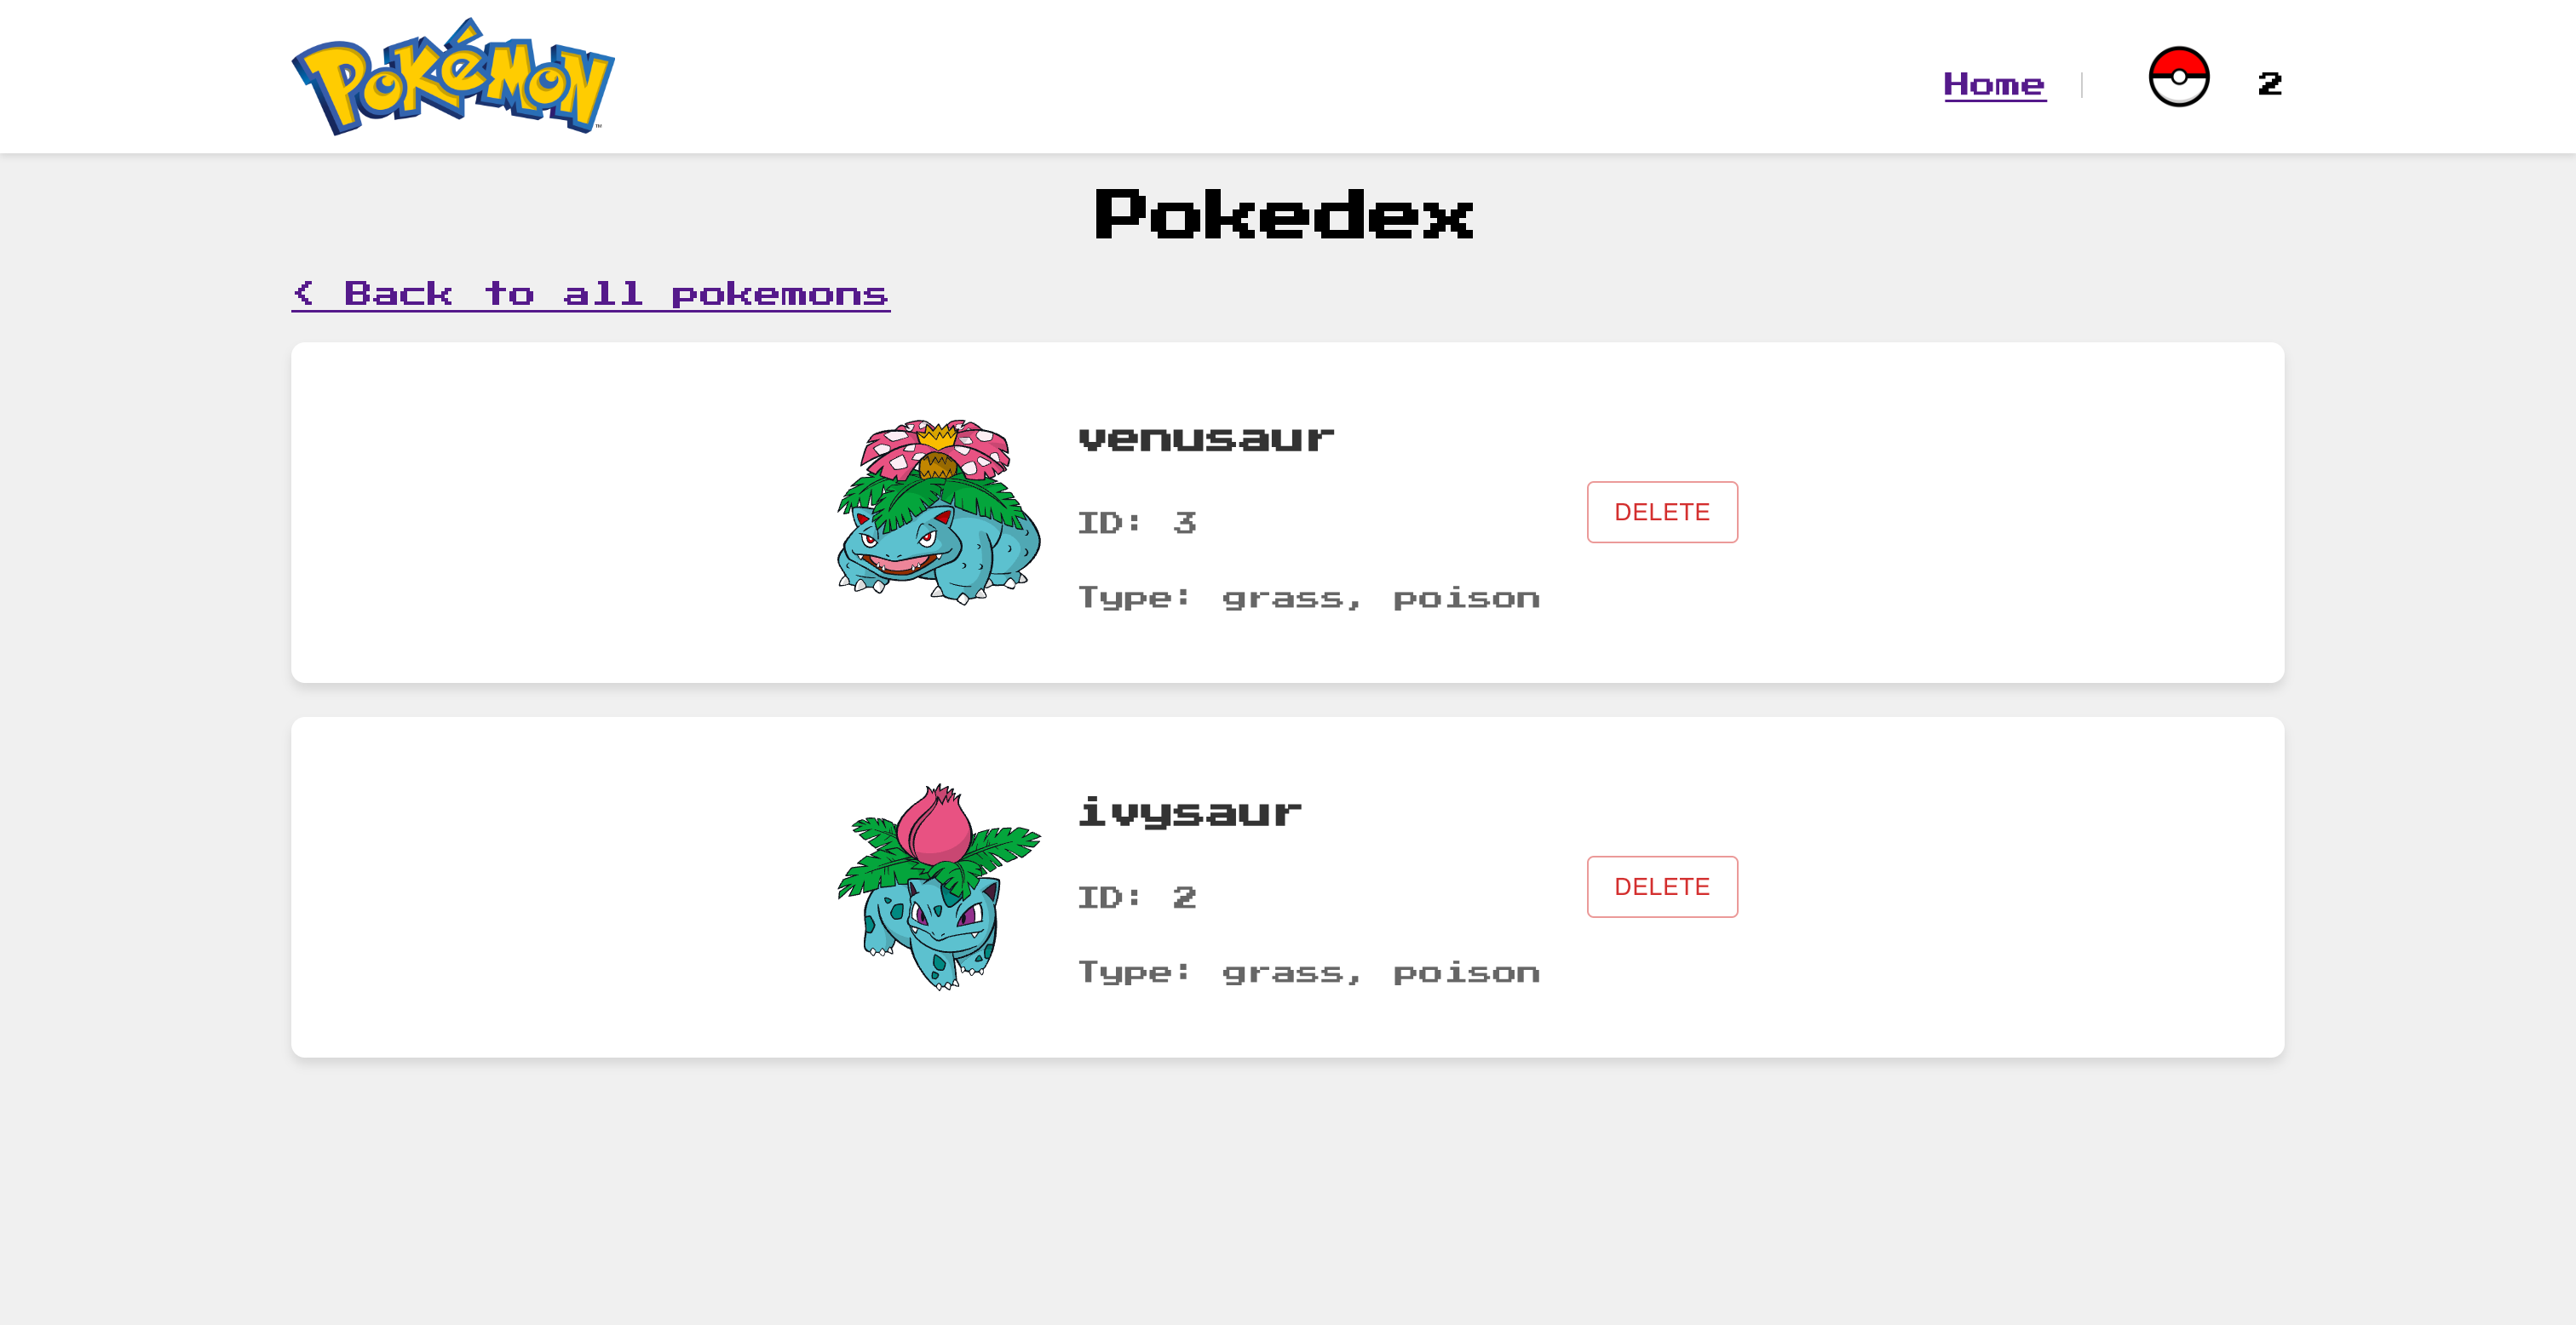 Pokémon
Home 2
Pokedex
< Back to all pokemons
venusaur
ID: 3
DELETE
Type: grass, poison
ivysaur
ID: 2
DELETE
Type: grass, poison